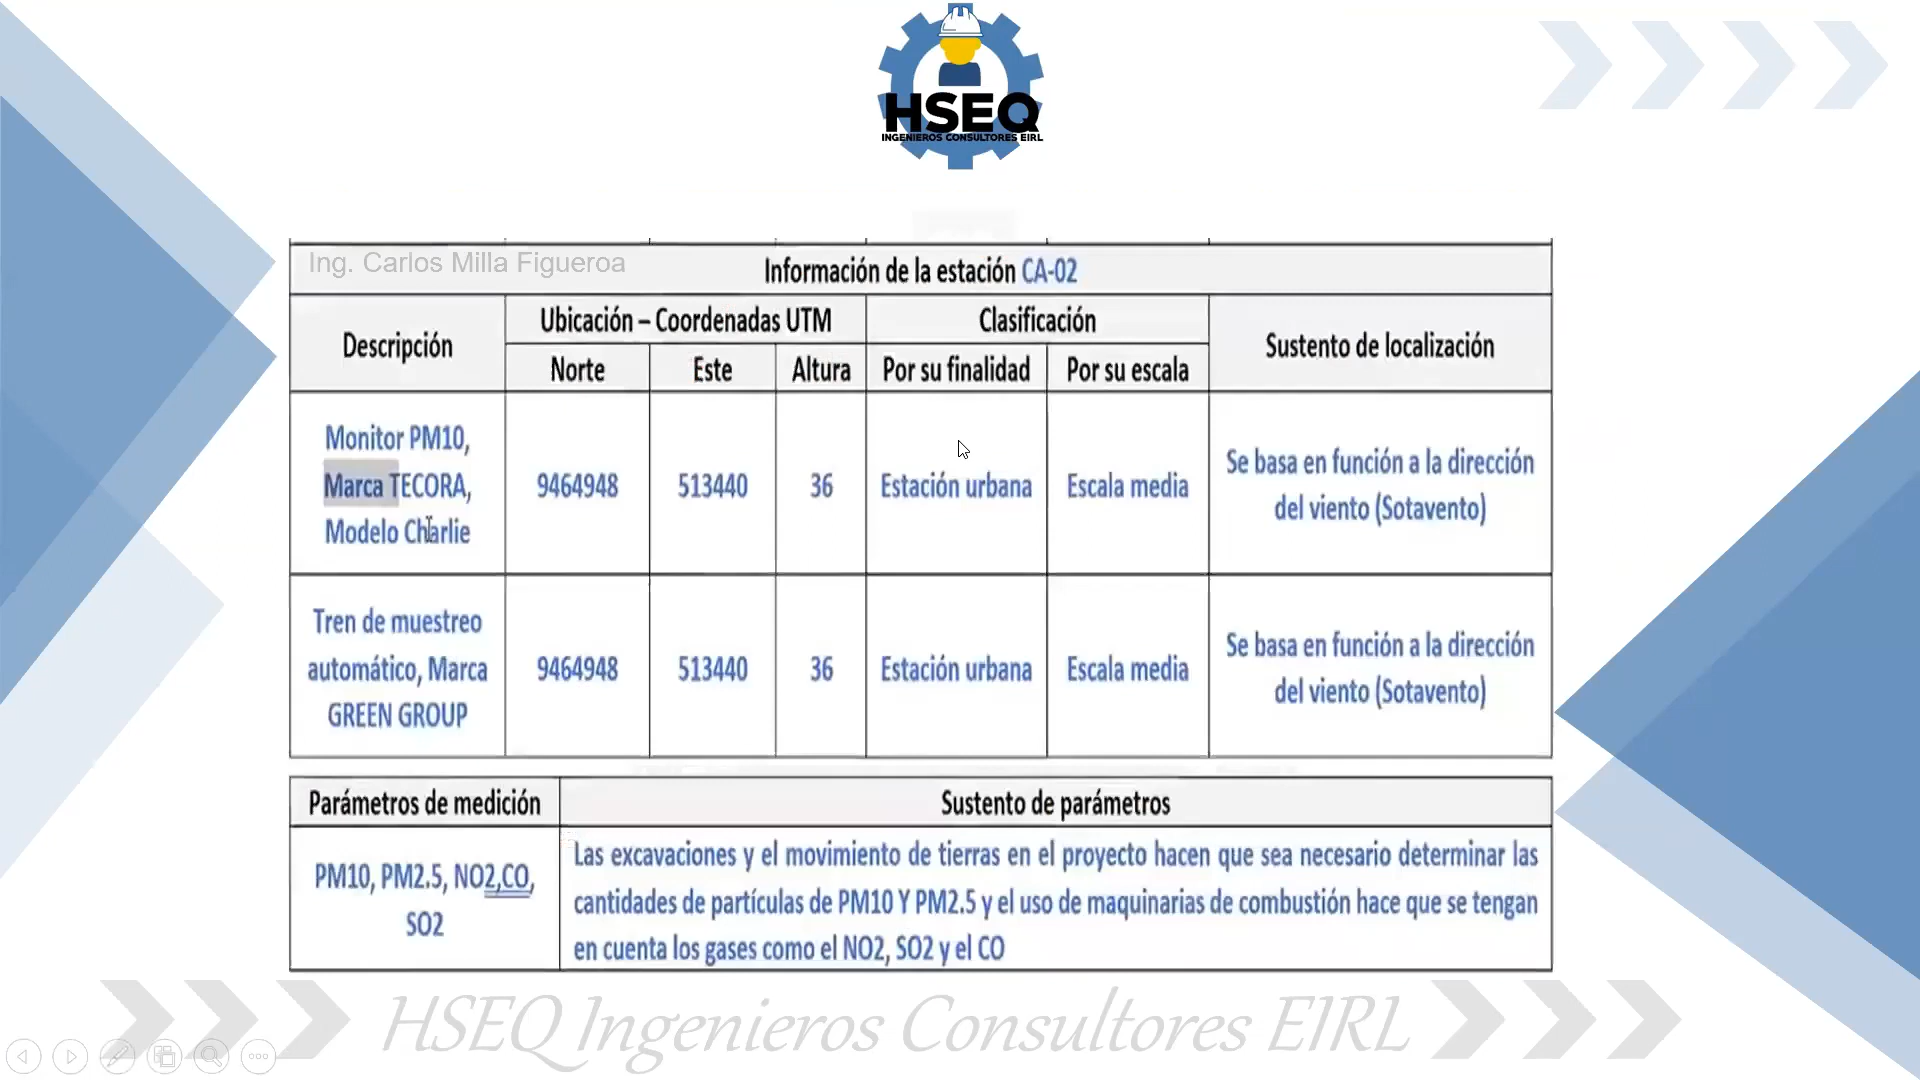 HSEQ
INGENIEROS CONSULTORES EIRL
Ing. Carlos Milla Figueroa
Información de la estación CA-02
Descripción
Ubicación – Coordenadas UTM
Clasificación
Sustento de localización
Norte
Este
Altura
Por su finalidad
Por su escala
Monitor PM10,
Marca TECORA,
Modelo Charlie
9464948
513440
36
Estación urbana
Escala media
Se basa en función a la dirección
del viento (Sotavento)
Tren de muestreo
automático, Marca
GREEN GROUP
9464948
513440
36
Estación urbana
Escala media
Se basa en función a la dirección
del viento (Sotavento)
Parámetros de medición
Sustento de parámetros
PM10, PM2.5, NO2,CO,
SO2
Las excavaciones y el movimiento de tierras en el proyecto hacen que sea necesario determinar las
cantidades de partículas de PM10 Y PM2.5 y el uso de maquinarias de combustión hace que se tengan
en cuenta los gases como el NO2, SO2 y el CO
HSEQ Ingenieros Consultores EIRL